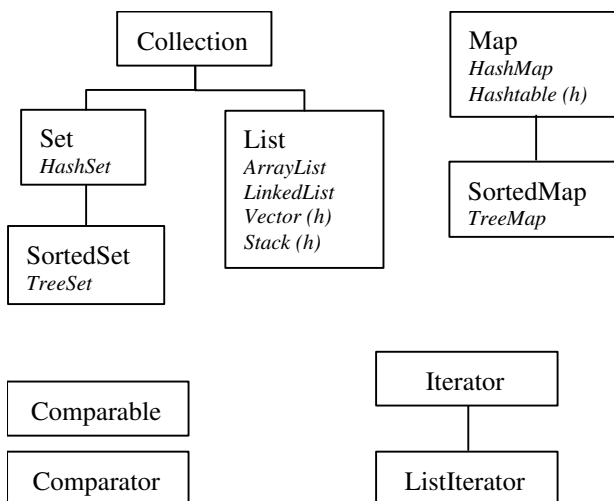 Collection
Map
HashMap
Hashtable (h)
Set
HashSet
List
ArrayList
LinkedList
Vector (h)
Stack (h)
SortedMap
TreeMap
SortedSet
TreeSet
Comparable
Comparator
Iterator
ListIterator